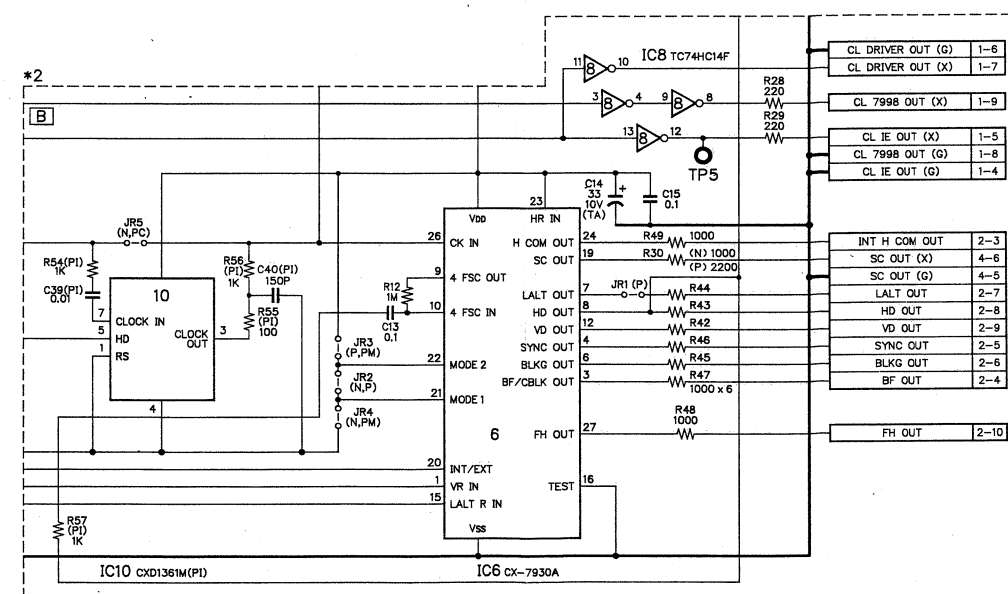 *2
B
11 8 10
IC8 TC74HC14F
3 8 4 9 8 8
R28
220
R29
220
13 8 12
TP5
CL DRIVER OUT (G) 1-6
CL DRIVER OUT (X) 1-7
CL 7998 OUT (X) 1-9
CL IE OUT (X) 1-5
CL 7998 OUT (G) 1-8
CL IE OUT (G) 1-4
C14
33
10V
(TA)
+
C15
0.1
JR5
(N,PC)
R54(PI)
1K
C39(PI)
0.01
R56
(PI)
1K
C40(PI)
150P
R55
(PI)
100
10
7 CLOCK IN
5 HD
1 RS
CLOCK
OUT 3
4
R12
1M
C13
0.1
JR3
(P,PM)
JR2
(N,P)
JR4
(N,PM)
R57
(PI)
1K
VDD
23
HR IN
26 CK IN
9 4 FSC OUT
10 4 FSC IN
22 MODE 2
21 MODE 1
6
20 INT/EXT
1 VR IN
15 LALT R IN
VSS
H COM OUT 24
SC OUT 19
LALT OUT 7
HD OUT 8
VD OUT 12
SYNC OUT 4
BLKG OUT 6
BF/CBLK OUT 3
FH OUT 27
TEST 16
R49 1000
R30 (N) 1000
(P) 2200
JR1 (P) R44
R43
R42
R46
R45
R47
1000 x 6
R48
1000
INT H COM OUT 2-3
SC OUT (X) 4-6
SC OUT (G) 4-5
LALT OUT 2-7
HD OUT 2-8
VD OUT 2-9
SYNC OUT 2-5
BLKG OUT 2-6
BF OUT 2-4
FH OUT 2-10
IC10 CXD1361M(PI)
IC6 CX-7930A